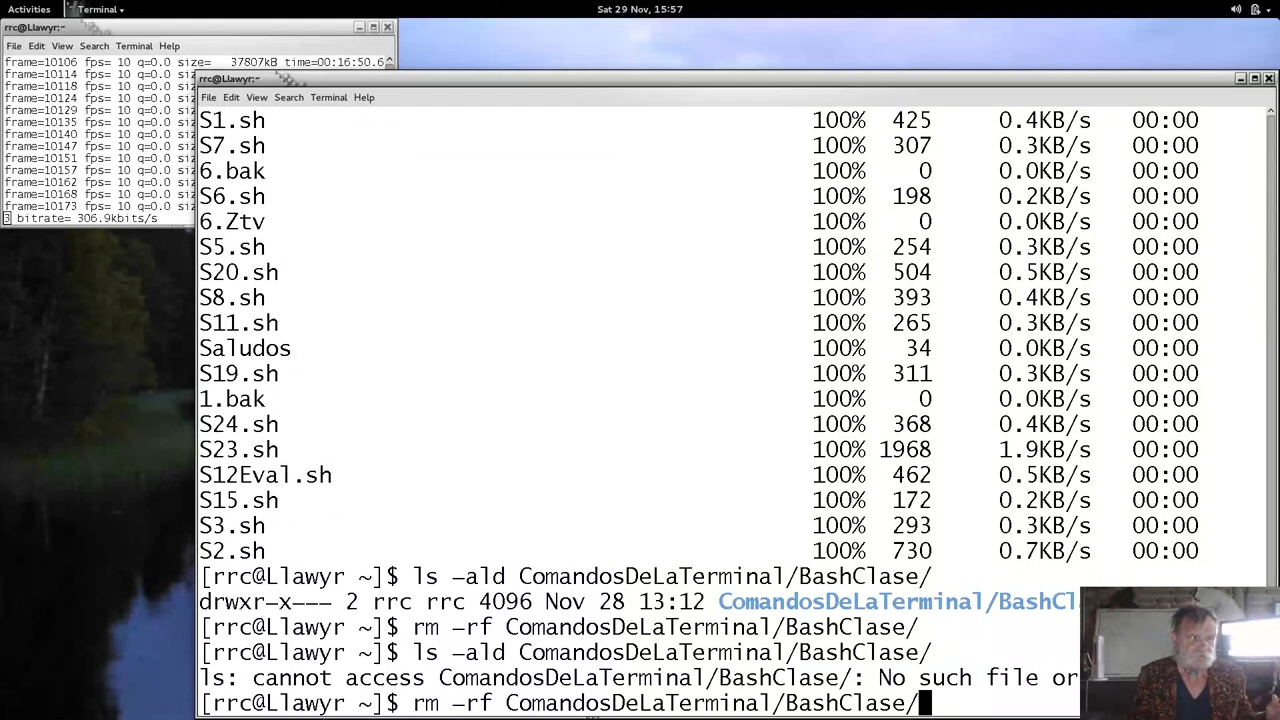 Activities Terminal Sat 29 Nov, 15:57
rrc@Llawyr:~
File Edit View Search Terminal Help
frame=10106 fps= 10 q=0.0 size= 37807kB time=00:16:50.6
frame=10114 fps= 10 q=0.0 siz
frame=10118 fps= 10 q=0.0 siz
frame=10124 fps= 10 q=0.0 siz
frame=10129 fps= 10 q=0.0 siz
frame=10135 fps= 10 q=0.0 siz
frame=10140 fps= 10 q=0.0 siz
frame=10147 fps= 10 q=0.0 siz
frame=10151 fps= 10 q=0.0 siz
frame=10157 fps= 10 q=0.0 siz
frame=10162 fps= 10 q=0.0 siz
frame=10168 fps= 10 q=0.0 siz
frame=10173 fps= 10 q=0.0 siz
3 bitrate= 306.9kbits/s
rrc@Llawyr:~
File Edit View Search Terminal Help
S1.sh 100% 425 0.4KB/s 00:00
S7.sh 100% 307 0.3KB/s 00:00
6.bak 100% 0 0.0KB/s 00:00
S6.sh 100% 198 0.2KB/s 00:00
6.Ztv 100% 0 0.0KB/s 00:00
S5.sh 100% 254 0.3KB/s 00:00
S20.sh 100% 504 0.5KB/s 00:00
S8.sh 100% 393 0.4KB/s 00:00
S11.sh 100% 265 0.3KB/s 00:00
Saludos 100% 34 0.0KB/s 00:00
S19.sh 100% 311 0.3KB/s 00:00
1.bak 100% 0 0.0KB/s 00:00
S24.sh 100% 368 0.4KB/s 00:00
S23.sh 100% 1968 1.9KB/s 00:00
S12Eval.sh 100% 462 0.5KB/s 00:00
S15.sh 100% 172 0.2KB/s 00:00
S3.sh 100% 293 0.3KB/s 00:00
S2.sh 100% 730 0.7KB/s 00:00
[rrc@Llawyr ~]$ ls -ald ComandosDeLaTerminal/BashClase/
drwxr-x--- 2 rrc rrc 4096 Nov 28 13:12 ComandosDeLaTerminal/BashCl
[rrc@Llawyr ~]$ rm -rf ComandosDeLaTerminal/BashClase/
[rrc@Llawyr ~]$ ls -ald ComandosDeLaTerminal/BashClase/
ls: cannot access ComandosDeLaTerminal/BashClase/: No such file or
[rrc@Llawyr ~]$ rm -rf ComandosDeLaTerminal/BashClase/